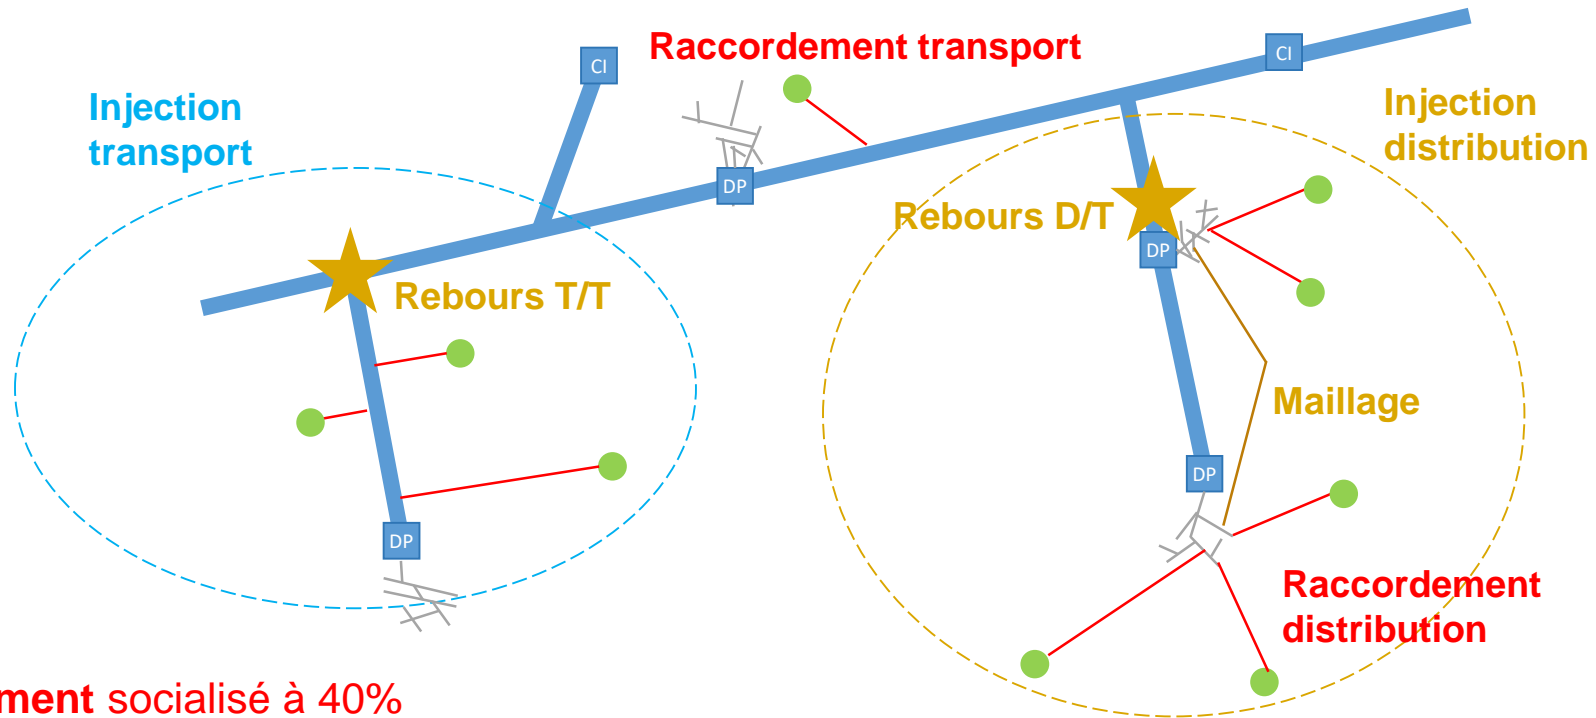 CI
Raccordement transport
CI
Injection
transport
Injection
distribution
DP
Rebours D/T
DP
Rebours T/T
Maillage
DP
DP
Raccordement
distribution
ment socialisé à 40%